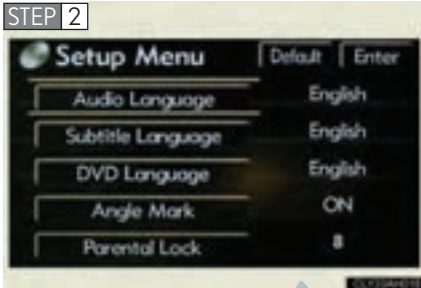 STEP 2
Setup Menu Default Enter
Audio Language English
Subtitle Language English
DVD Language English
Angle Mark ON
Parental Lock 8